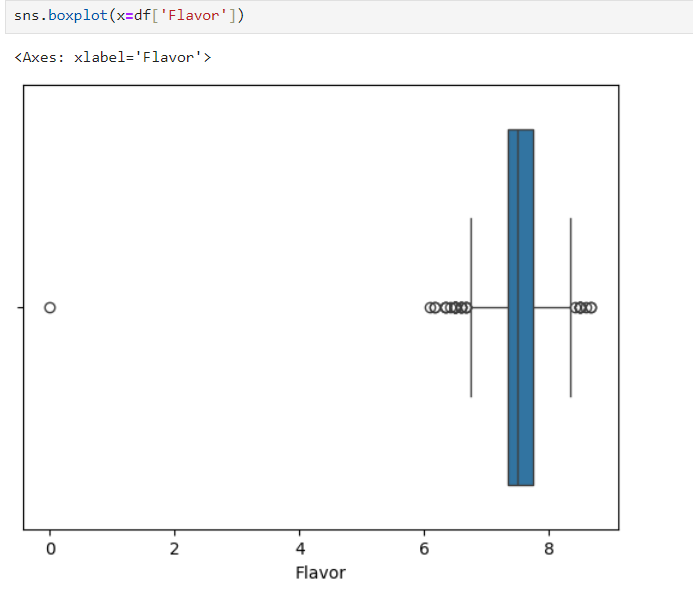 sns.boxplot(x=df['Flavor'])
<Axes: xlabel='Flavor'>
0 2 4 6 8
Flavor